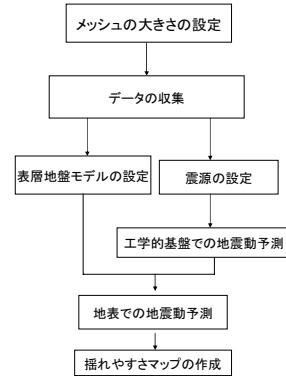 メッシュの大きさの設定
データの収集
表層地盤モデルの設定
震源の設定
工学的基盤での地震動予測
地表での地震動予測
揺れやすさマップの作成